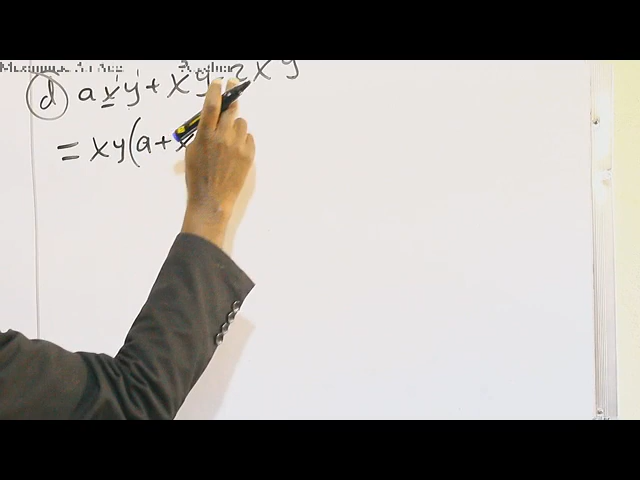 (d) axy + xy - 2xy
= xy(a+x